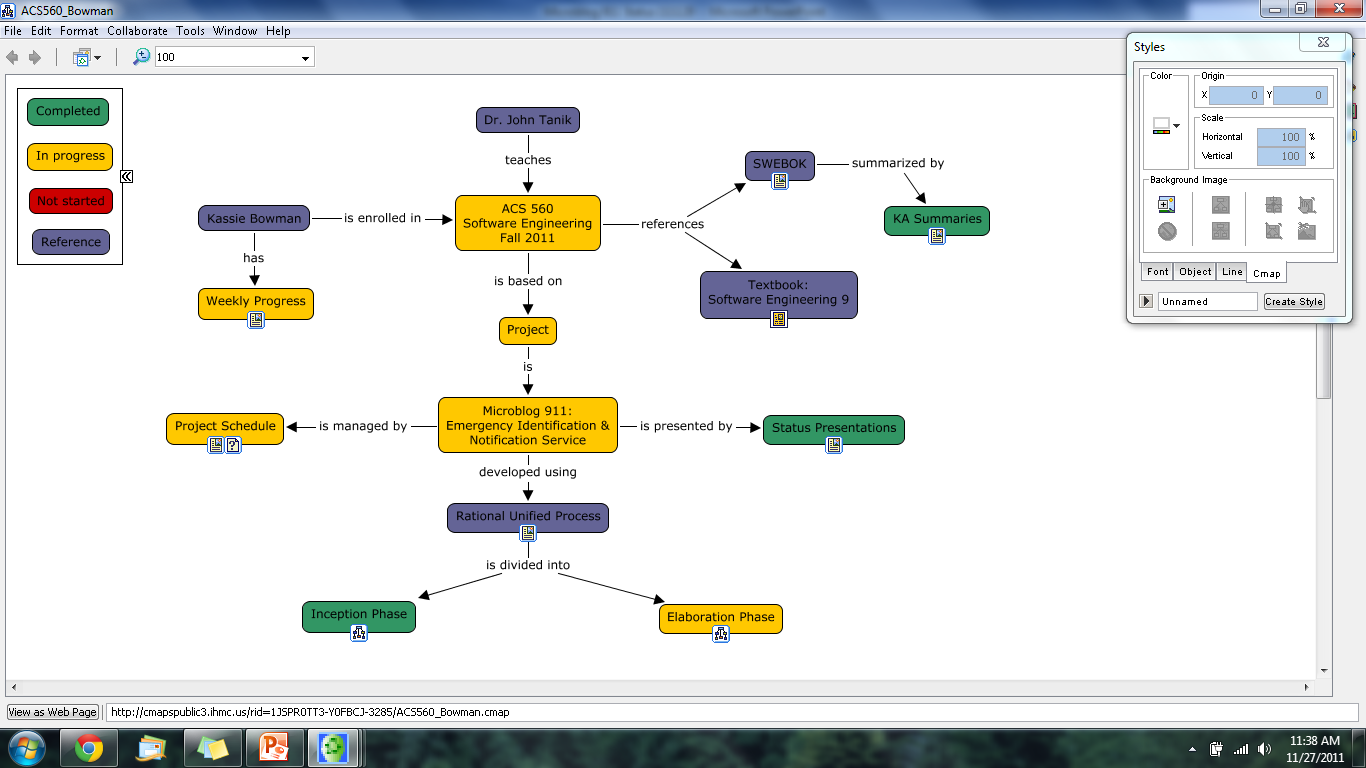 ACS560_Bowman
File Edit Format Collaborate Tools Window Help
100
Completed
In progress
Not started
Reference
Dr. John Tanik
teaches
ACS 560
Software Engineering
Fall 2011
Kassie Bowman
is enrolled in
has
Weekly Progress
references
SWEBOK
summarized by
KA Summaries
Textbook:
Software Engineering 9
is based on
Project
is
Microblog 911:
Emergency Identification &
Notification Service
is managed by
Project Schedule
is presented by
Status Presentations
developed using
Rational Unified Process
is divided into
Inception Phase
Elaboration Phase
Styles
Color
Origin
X 0 Y 0
Scale
Horizontal 100 %
Vertical 100 %
Background Image
Font Object Line Cmap
Unnamed Create Style
View as Web Page http://cmapspublic3.ihmc.us/rid=1JSPR0TT3-Y0FBCJ-3285/ACS560_Bowman.cmap
11:38 AM
11/27/2011